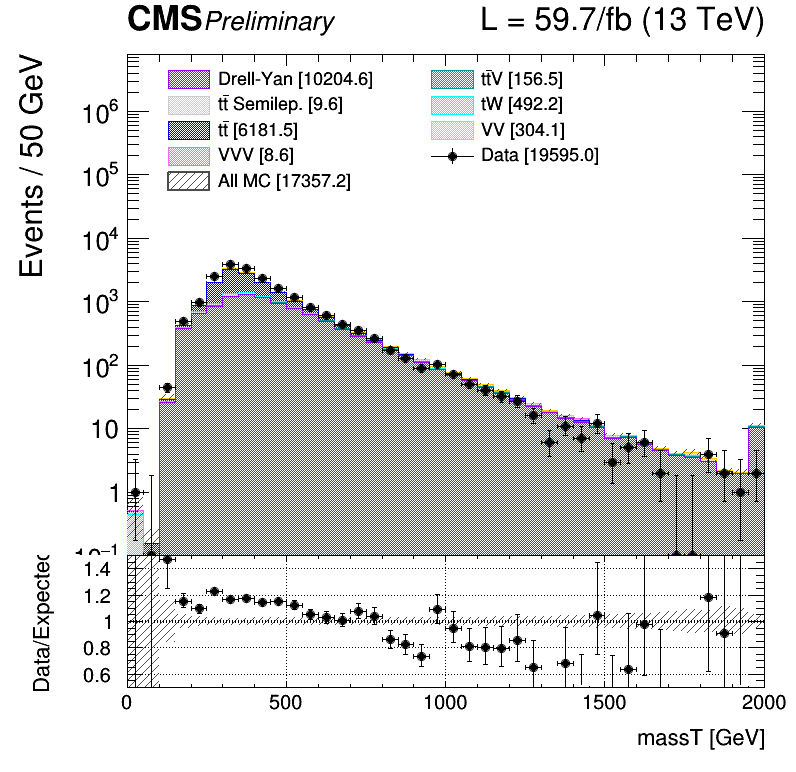 CMS Preliminary L = 59.7/fb (13 TeV)
Events / 50 GeV
Drell-Yan [10204.6]
tt̄ Semilep. [9.6]
tt̄ [6181.5]
VVV [8.6]
All MC [17357.2]
tt̄V [156.5]
tW [492.2]
VV [304.1]
Data [19595.0]
10⁶
10⁵
10⁴
10³
10²
10
1
10⁻¹
Data/Expected
1.4
1.2
1
0.8
0.6
0 500 1000 1500 2000
massT [GeV]